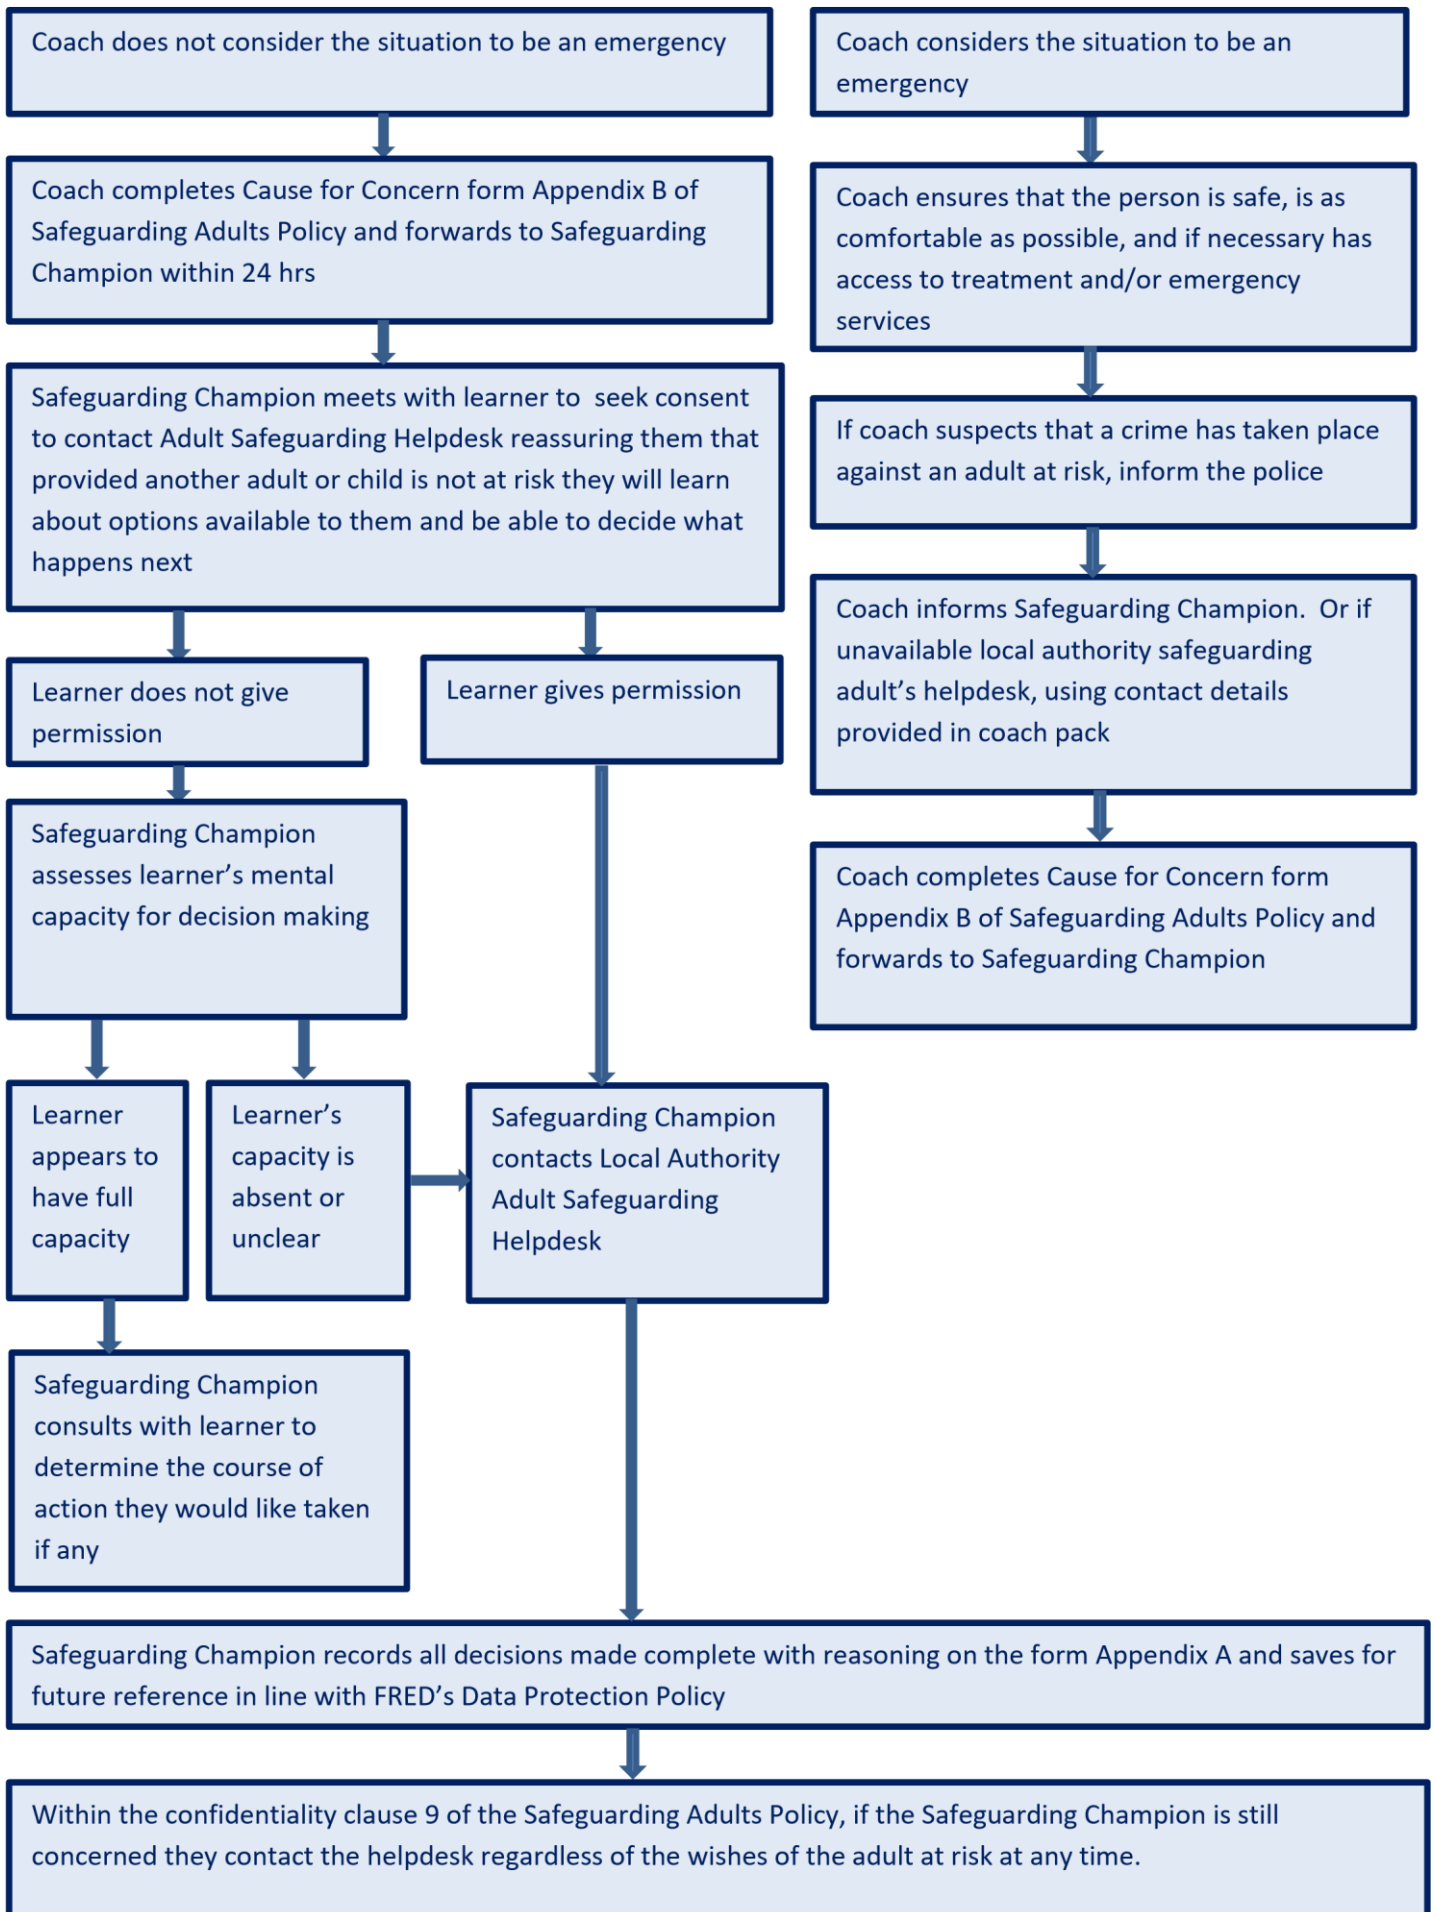 Coach does not consider the situation to be an emergency
Coach completes Cause for Concern form Appendix B of
Safeguarding Adults Policy and forwards to Safeguarding
Champion within 24 hrs
Safeguarding Champion meets with learner to  seek consent
to contact Adult Safeguarding Helpdesk reassuring them that
provided another adult or child is not at risk they will learn
about options available to them and be able to decide what
happens next
Learner does not give
permission
Learner gives permission
Safeguarding Champion
assesses learner’s mental
capacity for decision making
Learner
appears to
have full
capacity
Learner’s
capacity is
absent or
unclear
Safeguarding Champion
contacts Local Authority
Adult Safeguarding
Helpdesk
Safeguarding Champion
consults with learner to
determine the course of
action they would like taken
if any
Coach considers the situation to be an
emergency
Coach ensures that the person is safe, is as
comfortable as possible, and if necessary has
access to treatment and/or emergency
services
If coach suspects that a crime has taken place
against an adult at risk, inform the police
Coach informs Safeguarding Champion.  Or if
unavailable local authority safeguarding
adult’s helpdesk, using contact details
provided in coach pack
Coach completes Cause for Concern form
Appendix B of Safeguarding Adults Policy and
forwards to Safeguarding Champion
Safeguarding Champion records all decisions made complete with reasoning on the form Appendix A and saves for
future reference in line with FRED’s Data Protection Policy
Within the confidentiality clause 9 of the Safeguarding Adults Policy, if the Safeguarding Champion is still
concerned they contact the helpdesk regardless of the wishes of the adult at risk at any time.